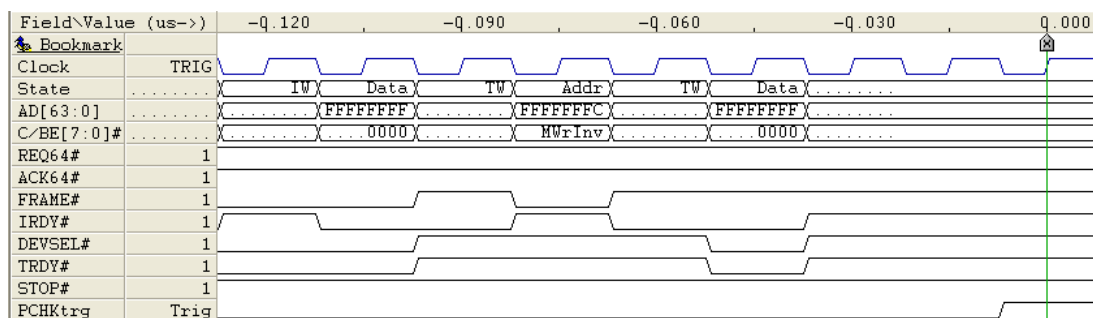 Field\Value (us->) -0.120 -0.090 -0.060 -0.030 0.000
Bookmark
Clock TRIG
State ........ IW Data TW Addr TW Data ........
AD[63:0] ........ ........ FFFFFFFF ........ FFFFFFFC ........ FFFFFFFF ........
C/BE[7:0]# ........ ........ ....0000 ........ MWrInv ........ ....0000 ........
REQ64# 1
ACK64# 1
FRAME# 1
IRDY# 1
DEVSEL# 1
TRDY# 1
STOP# 1
PCHKtrg Trig